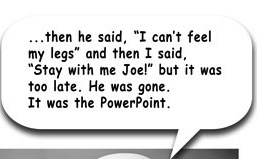 ...then he said, “I can’t feel
my legs” and then I said,
“Stay with me Joe!” but it was
too late. He was gone.
It was the PowerPoint.